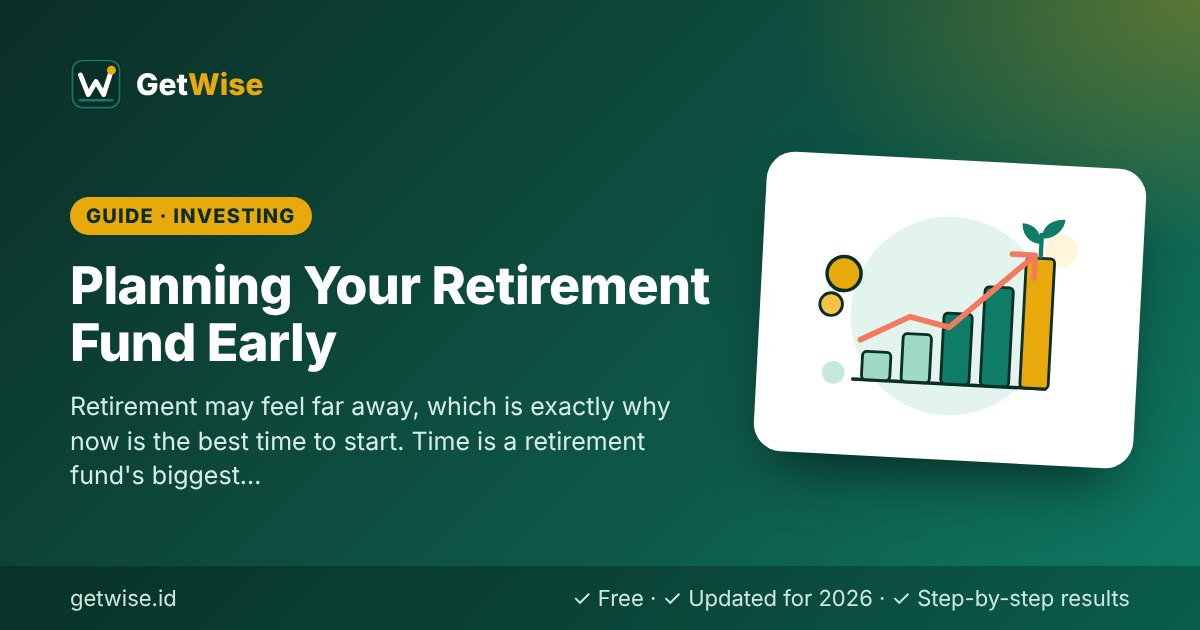 W GetWise
GUIDE · INVESTING
Planning Your Retirement
Fund Early
Retirement may feel far away, which is exactly why
now is the best time to start. Time is a retirement
fund's biggest...
getwise.id
✓ Free · ✓ Updated for 2026 · ✓ Step-by-step results